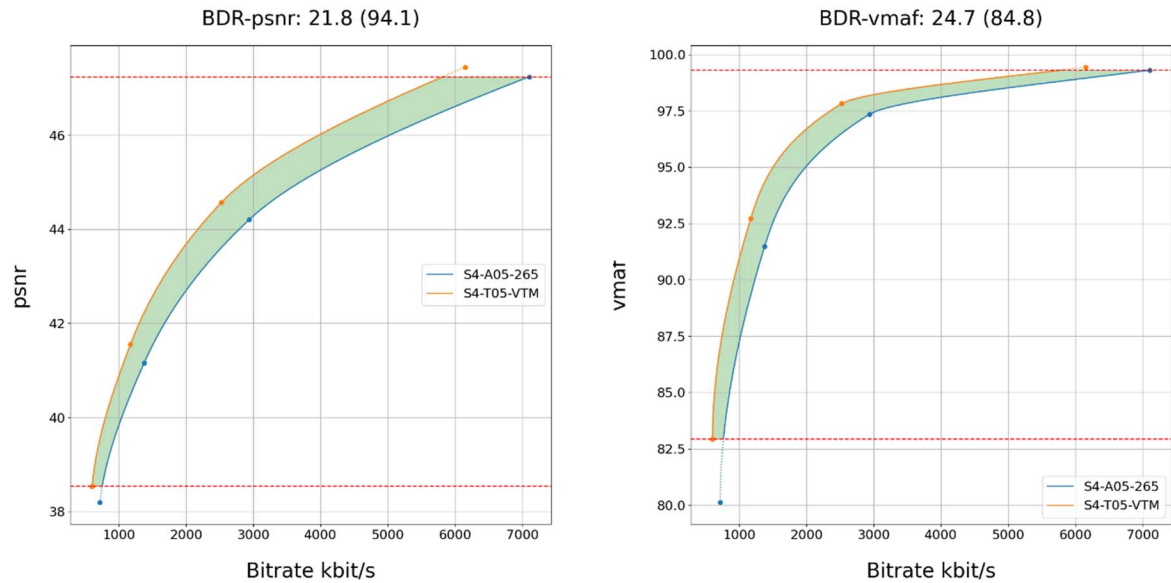 BDR-psnr: 21.8 (94.1)
psnr
46
44
42
40
38
S4-A05-265
S4-T05-VTM
1000 2000 3000 4000 5000 6000 7000
Bitrate kbit/s
BDR-vmaf: 24.7 (84.8)
vmaf
100.0
97.5
95.0
92.5
90.0
87.5
85.0
82.5
80.0
S4-A05-265
S4-T05-VTM
1000 2000 3000 4000 5000 6000 7000
Bitrate kbit/s